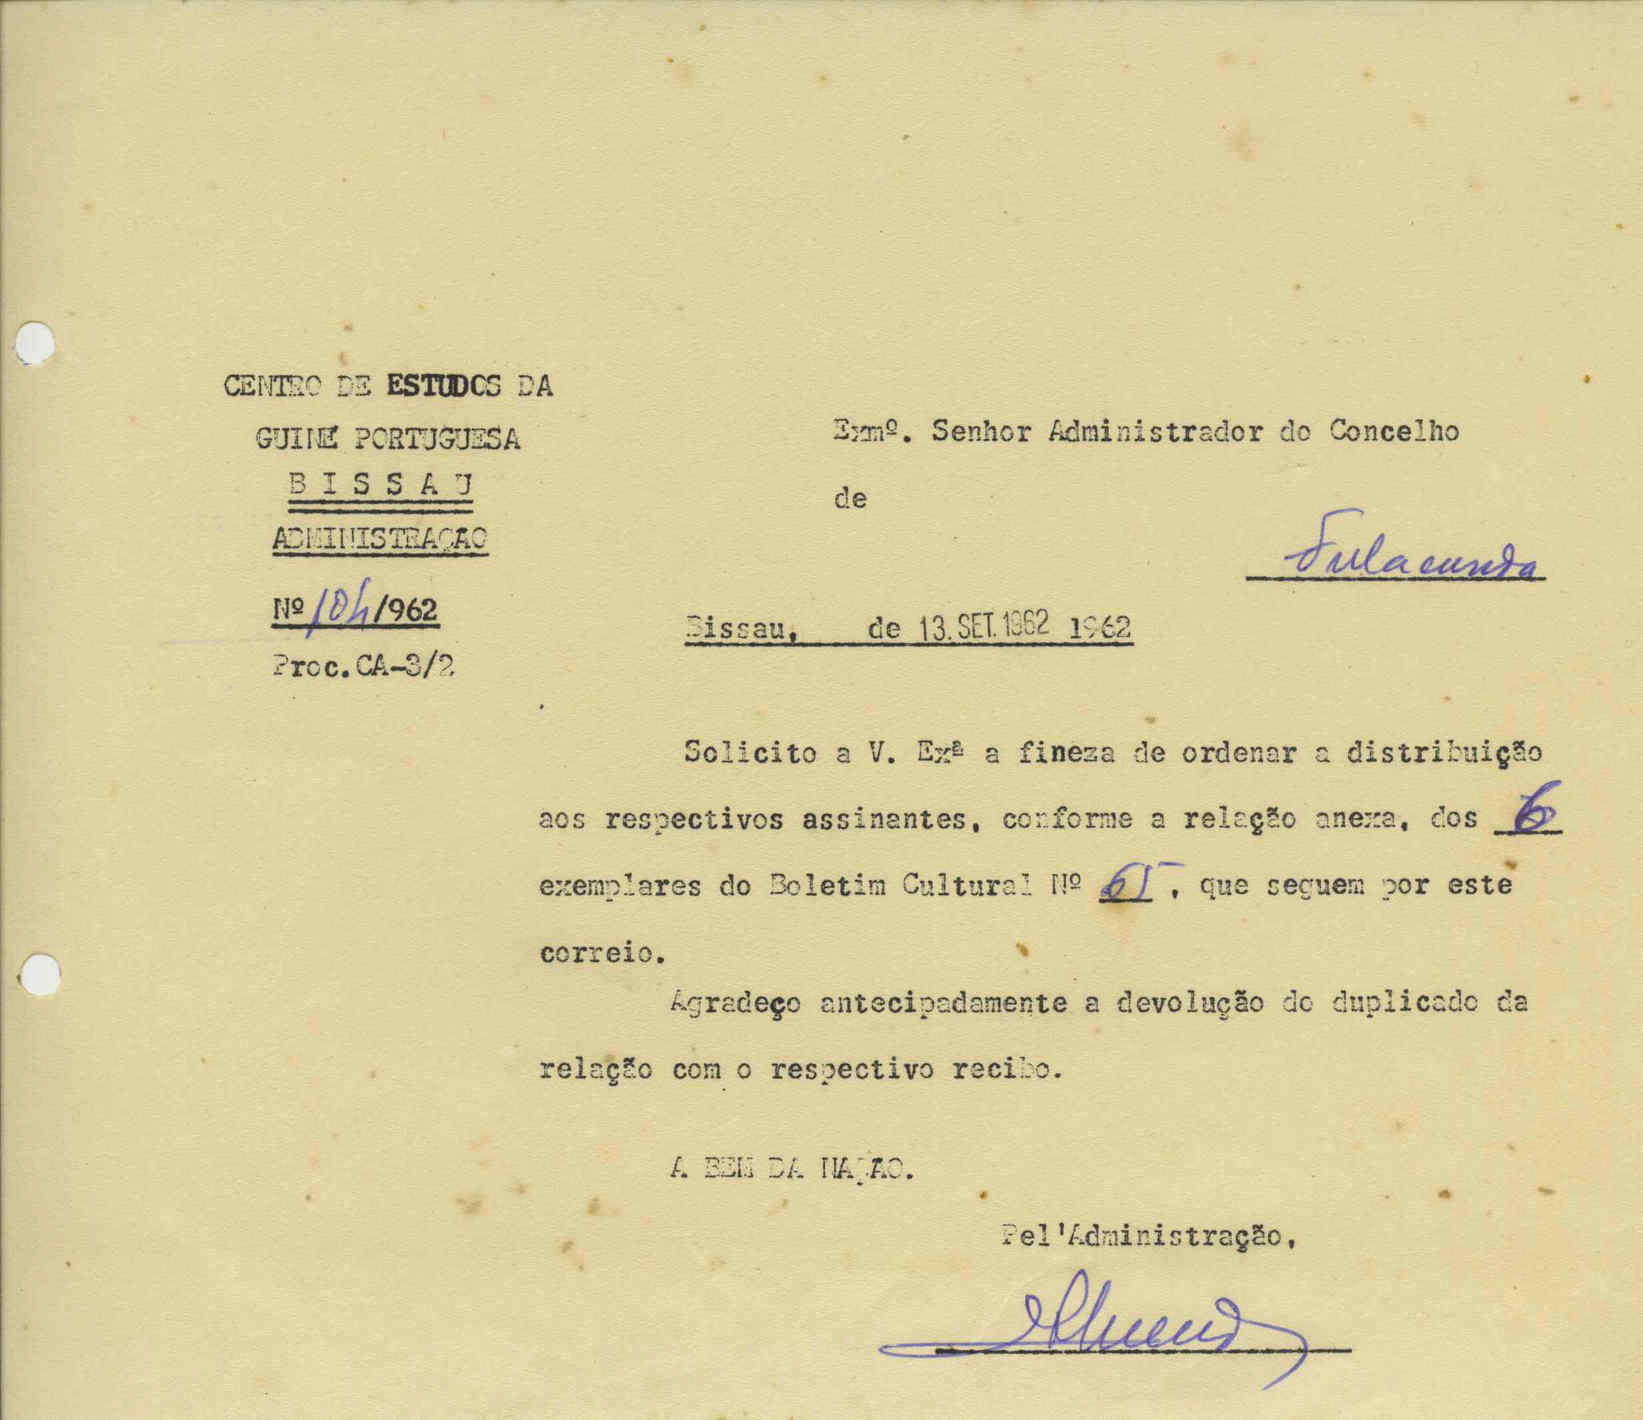 CENTRO DE ESTUDOS DA
GUINÉ PORTUGUESA
B I S S A U
ADMINISTRAÇÃO
Nº 104/962
Proc.CA-3/2
Exmº. Senhor Administrador do Concelho
de
Fulacunda
Bissau, de 13.SET.1962 1962
Solicito a V. Exª a fineza de ordenar a distribuição
aos respectivos assinantes, conforme a relação anexa, dos 6
exemplares do Boletim Cultural Nº 65, que seguem por este
correio.
Agradeço antecipadamente a devolução do duplicado da
relação com o respectivo recibo.
A BEM DA NAÇÃO.
Pel'Administração,